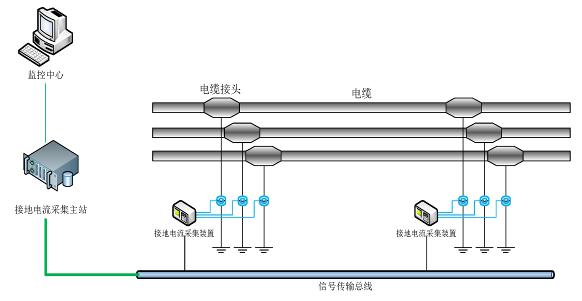 监控中心
电缆接头
电缆
接地电流采集主站
接地电流采集装置
接地电流采集装置
信号传输总线